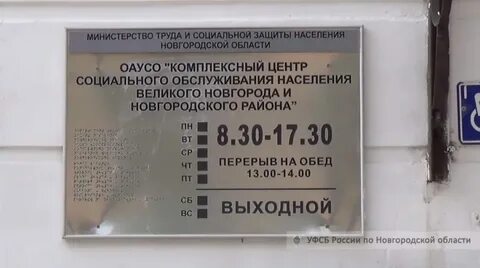 МИНИСТЕРСТВО ТРУДА И СОЦИАЛЬНОЙ ЗАЩИТЫ НАСЕЛЕНИЯ
НОВГОРОДСКОЙ ОБЛАСТИ
ОАУСО "КОМПЛЕКСНЫЙ ЦЕНТР
СОЦИАЛЬНОГО ОБСЛУЖИВАНИЯ НАСЕЛЕНИЯ
ВЕЛИКОГО НОВГОРОДА И
НОВГОРОДСКОГО РАЙОНА"
ПН
ВТ
СР
ЧТ
ПТ
8.30-17.30
ПЕРЕРЫВ НА ОБЕД
13.00-14.00
СБ
ВС
ВЫХОДНОЙ
© УФСБ России по Новгородской области